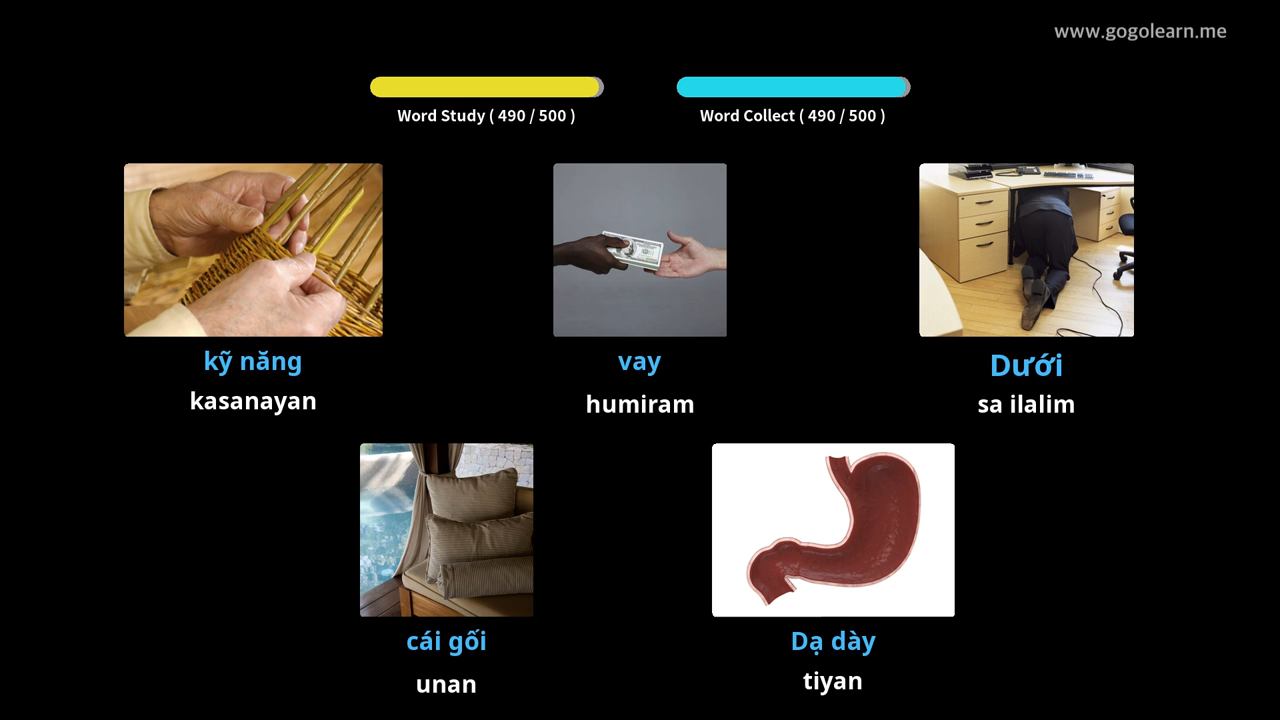 www.gogolearn.me
Word Study ( 490 / 500 )
Word Collect ( 490 / 500 )
kỹ năng
kasanayan
vay
humiram
Dưới
sa ilalim
cái gối
unan
Dạ dày
tiyan